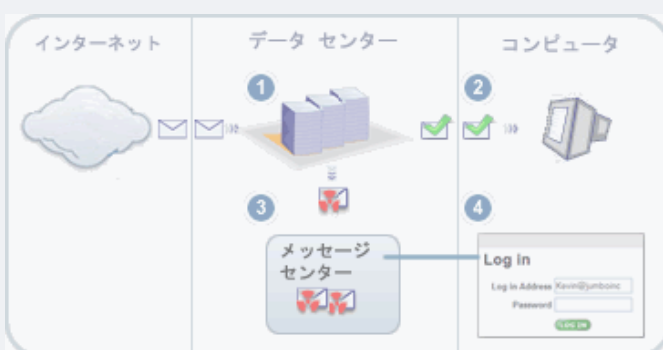 インターネット
データ センター
コンピュータ
1
2
3
4
メッセージ
センター
Log in
Log in Address Kevin@jumboinc
Password
LOG IN